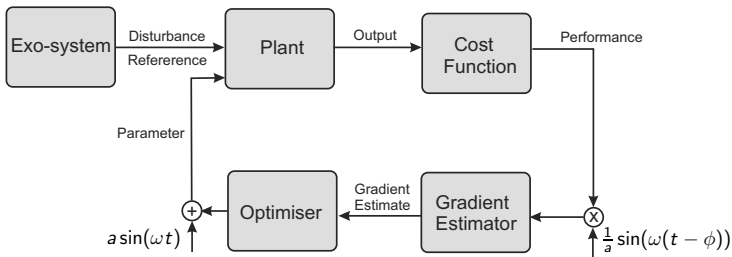 Exo-system
Disturbance
Refererence
Plant
Output
Cost
Function
Performance
Parameter
Optimiser
Gradient
Estimate
Gradient
Estimator
+
x
a sin(ωt)
1/a sin(ω(t − ϕ))